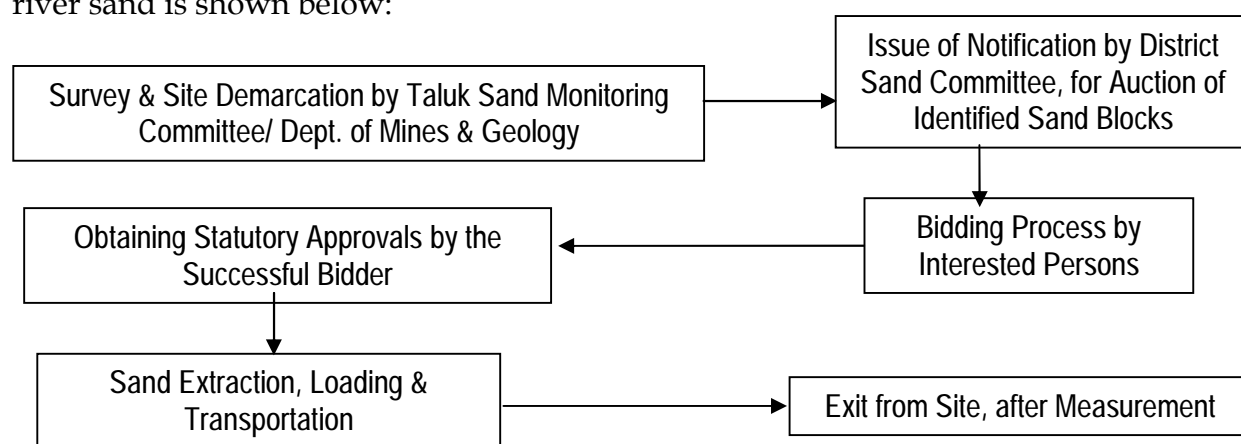 river sand is shown below:
Survey & Site Demarcation by Taluk Sand Monitoring
Committee/ Dept. of Mines & Geology
Issue of Notification by District
Sand Committee, for Auction of
Identified Sand Blocks
Bidding Process by
Interested Persons
Obtaining Statutory Approvals by the
Successful Bidder
Sand Extraction, Loading &
Transportation
Exit from Site, after Measurement